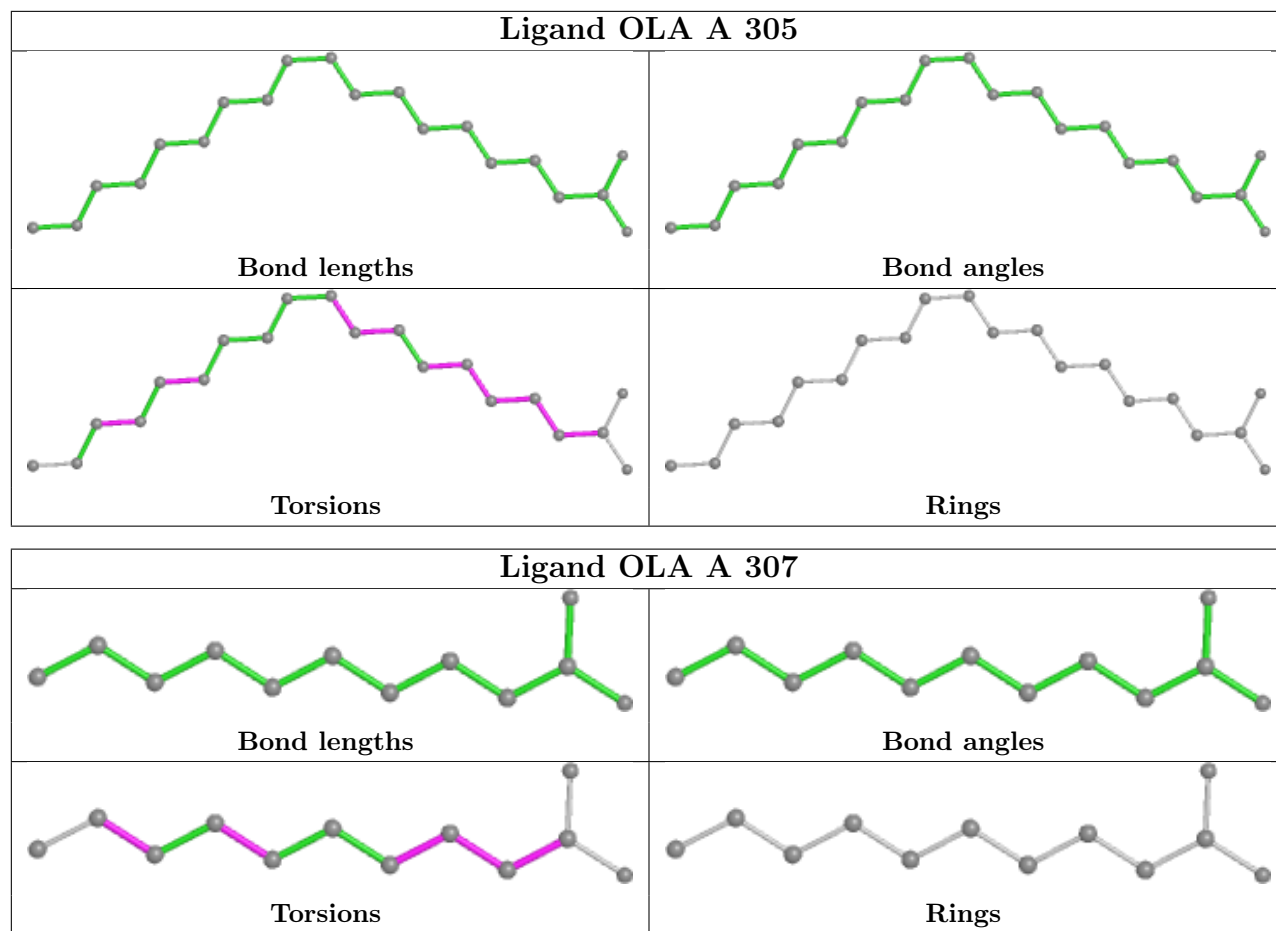 Ligand OLA A 305
Bond lengths
Bond angles
Torsions
Rings
Ligand OLA A 307
Bond lengths
Bond angles
Torsions
Rings